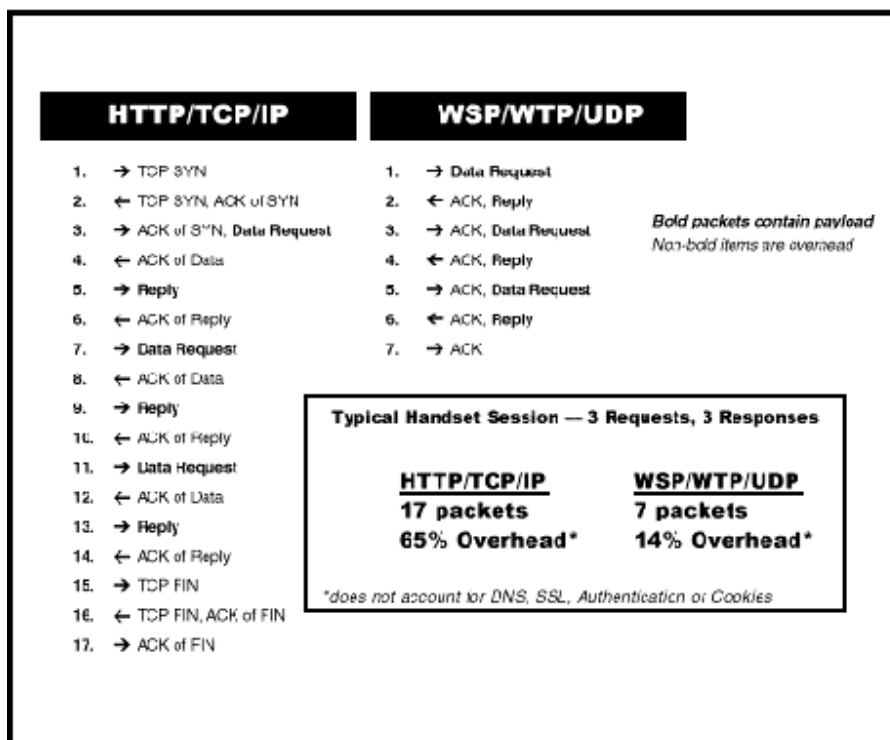 HTTP/TCP/IP
1. → TCP SYN
2. ← TCP SYN, ACK of SYN
3. → ACK of SYN, Data Request
4. ← ACK of Data
5. → Reply
6. ← ACK of Reply
7. → Data Request
8. ← ACK of Data
9. → Reply
10. ← ACK of Reply
11. → Data Request
12. ← ACK of Data
13. → Reply
14. ← ACK of Reply
15. → TCP FIN
16. ← TCP FIN, ACK of FIN
17. → ACK of FIN
WSP/WTP/UDP
1. → Data Request
2. ← ACK, Reply
3. → ACK, Data Request
4. ← ACK, Reply
5. → ACK, Data Request
6. ← ACK, Reply
7. → ACK
Bold packets contain payload
Non-bold items are overhead
Typical Handset Session — 3 Requests, 3 Responses
HTTP/TCP/IP
17 packets
65% Overhead*
WSP/WTP/UDP
7 packets
14% Overhead*
*does not account for DNS, SSL, Authentication or Cookies